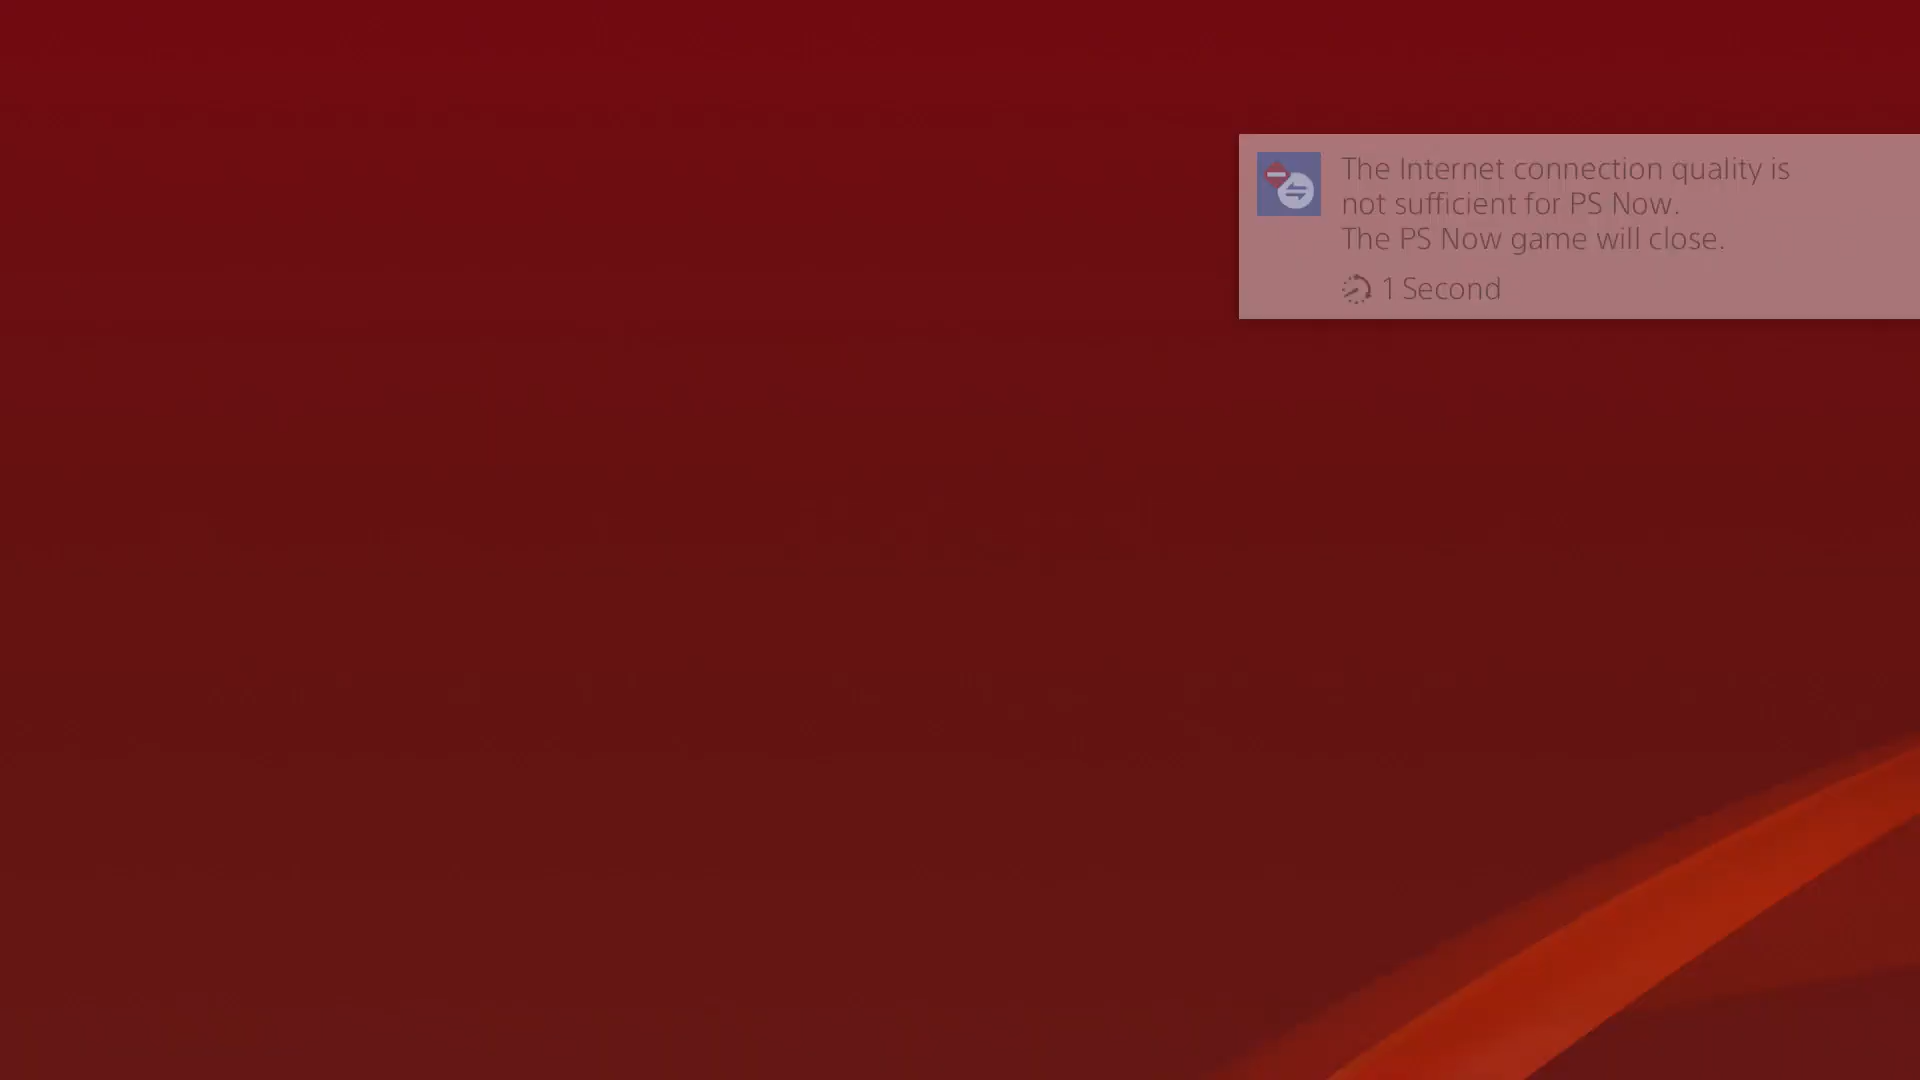 The Internet connection quality is
not sufficient for PS Now.
The PS Now game will close.
1 Second